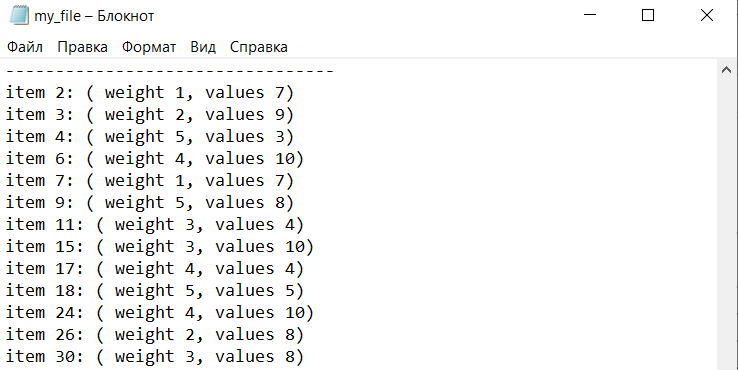 my_file – Блокнот
Файл Правка Формат Вид Справка
---------------------------------
item 2: ( weight 1, values 7)
item 3: ( weight 2, values 9)
item 4: ( weight 5, values 3)
item 6: ( weight 4, values 10)
item 7: ( weight 1, values 7)
item 9: ( weight 5, values 8)
item 11: ( weight 3, values 4)
item 15: ( weight 3, values 10)
item 17: ( weight 4, values 4)
item 18: ( weight 5, values 5)
item 24: ( weight 4, values 10)
item 26: ( weight 2, values 8)
item 30: ( weight 3, values 8)